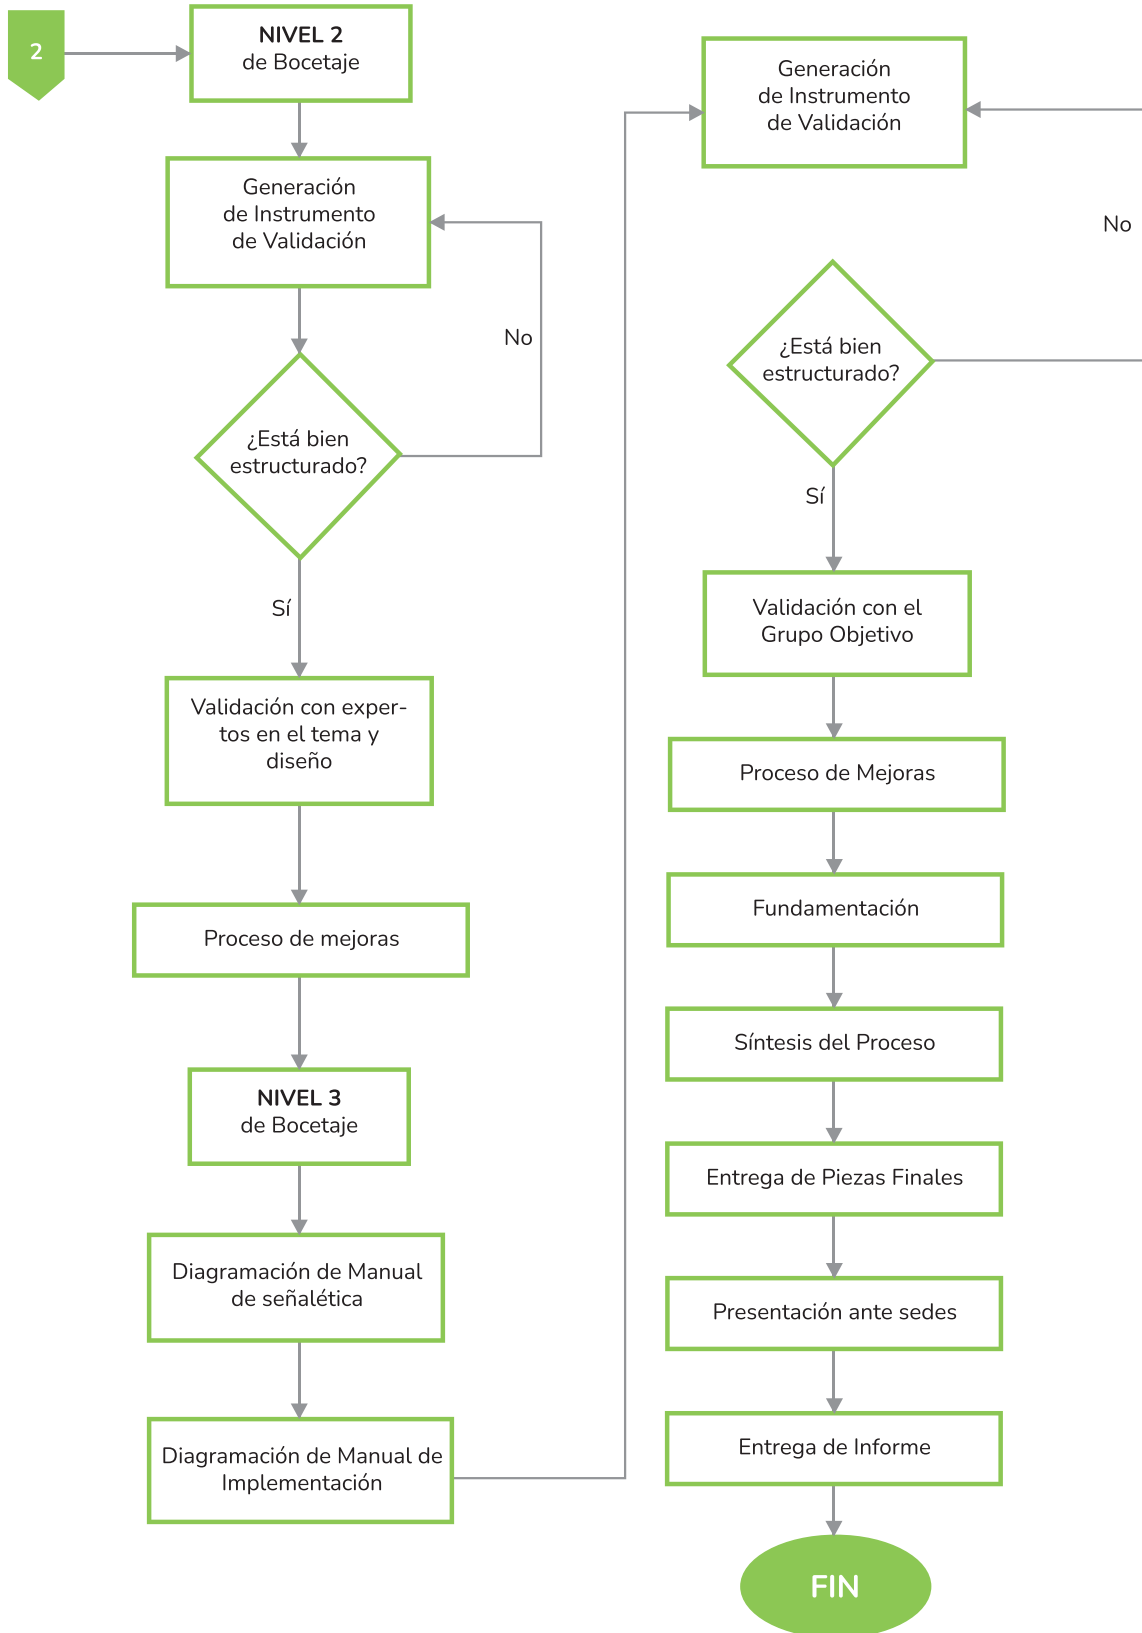 2
NIVEL 2
de Bocetaje
Generación
de Instrumento
de Validación
No
¿Está bien
estructurado?
Sí
Validación con exper-
tos en el tema y
diseño
Proceso de mejoras
NIVEL 3
de Bocetaje
Diagramación de Manual
de señalética
Diagramación de Manual de
Implementación
Generación
de Instrumento
de Validación
No
¿Está bien
estructurado?
Sí
Validación con el
Grupo Objetivo
Proceso de Mejoras
Fundamentación
Síntesis del Proceso
Entrega de Piezas Finales
Presentación ante sedes
Entrega de Informe
FIN